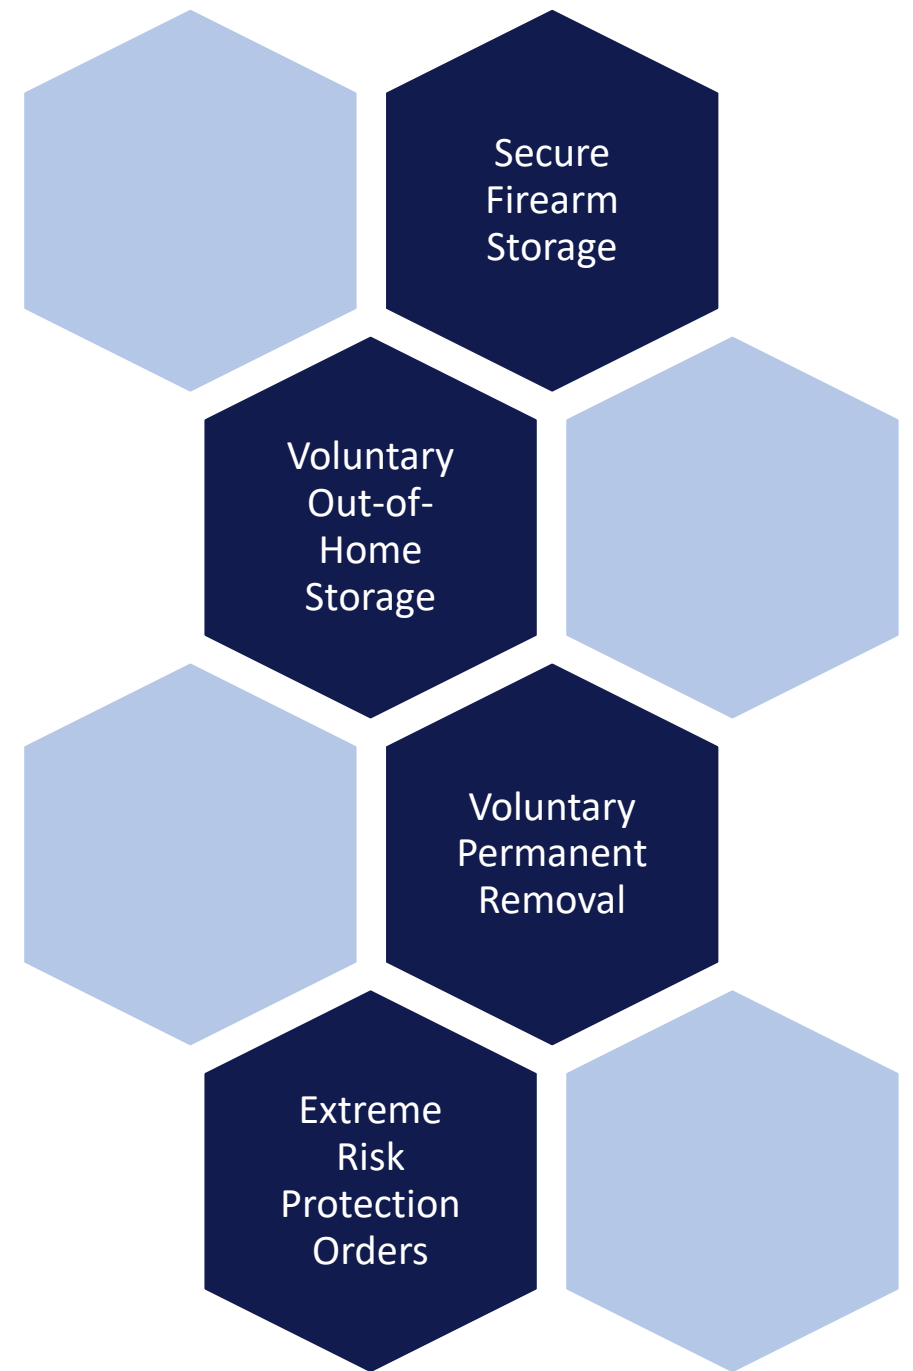 Secure
Firearm
Storage
Voluntary
Out-of-
Home
Storage
Voluntary
Permanent
Removal
Extreme
Risk
Protection
Orders